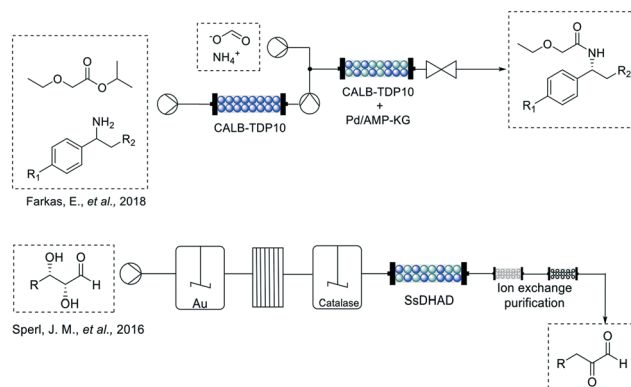 O
-O
O
NH4+
O
O
O
NH2
R2
R1
CALB-TDP10
CALB-TDP10
+
Pd/AMP-KG
O
O
HN
R2
R1
Farkas, E., et al., 2018
OH
O
R
H
OH
Au
Catalase
SsDHAD
Ion exchange
purification
Sperl, J. M., et al., 2016
O
R
H
O